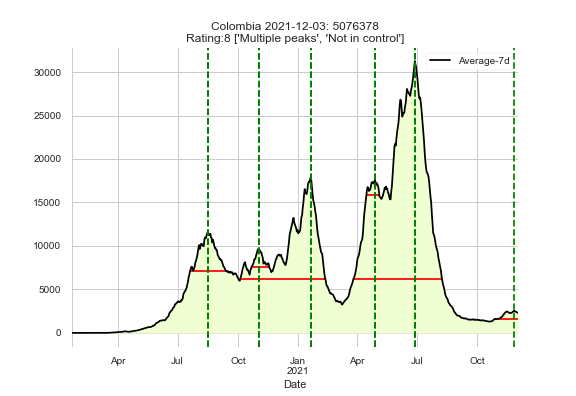 Colombia 2021-12-03: 5076378
Rating:8 ['Multiple peaks', 'Not in control']
Average-7d
30000
25000
20000
15000
10000
5000
0
Apr Jul Oct Jan Apr Jul Oct
2021
Date